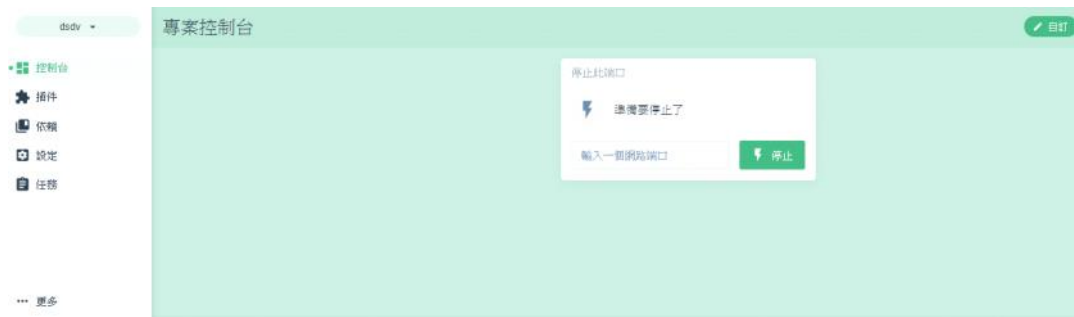 dsdv
專案控制台
自訂
控制台
插件
依賴
設定
任務
更多
停止此端口
準備要停止了
輸入一個網路端口
停止